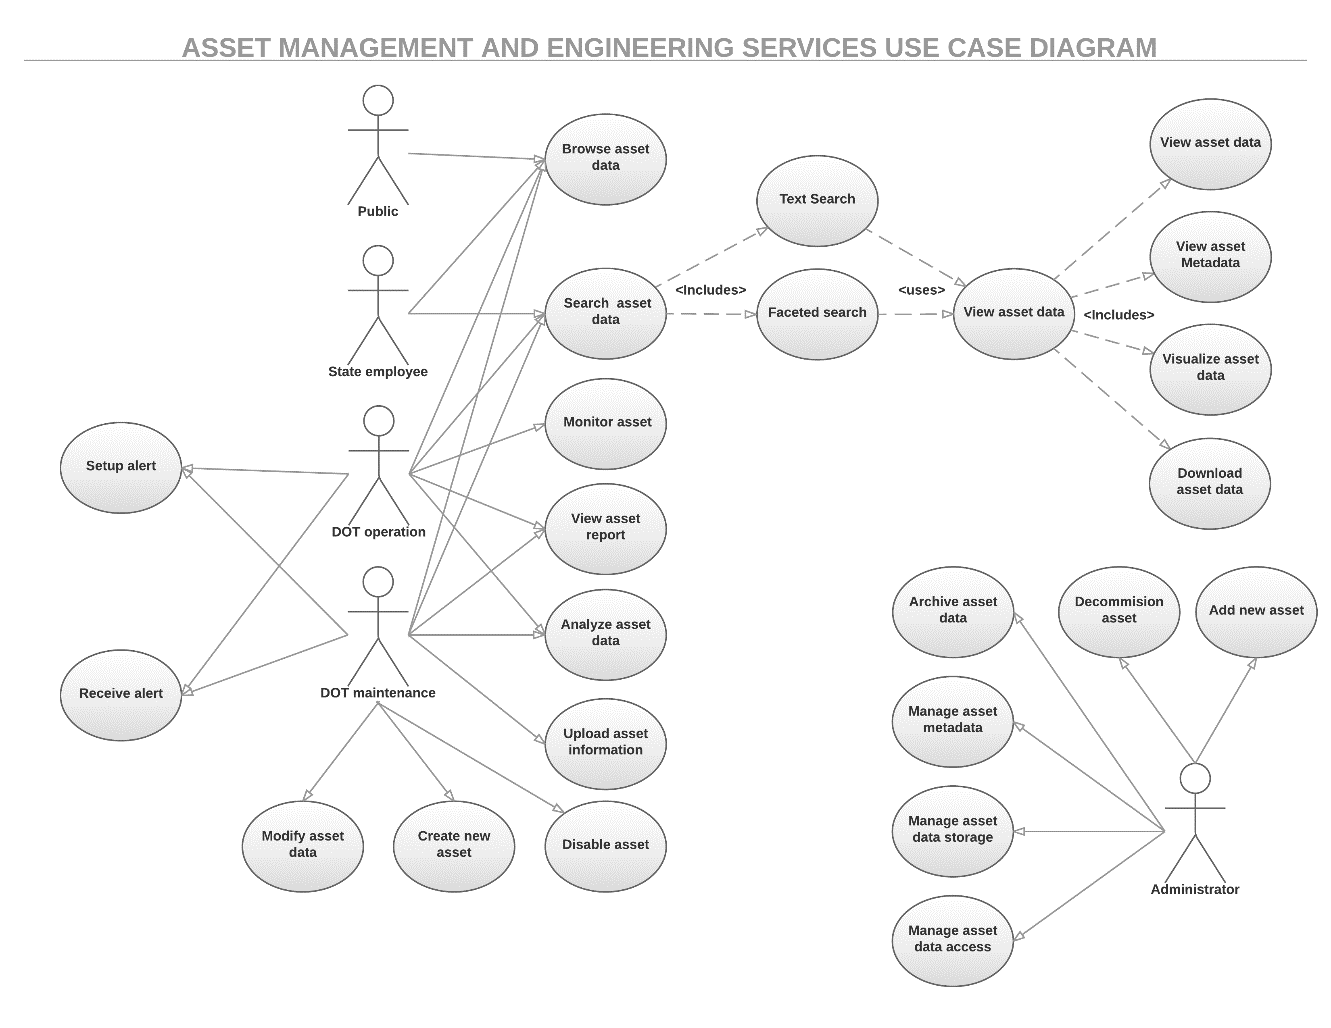 ASSET MANAGEMENT AND ENGINEERING SERVICES USE CASE DIAGRAM
Public
Browse asset
data
Text Search
View asset data
State employee
Search asset
data
<Includes>
Faceted search
<uses>
View asset data
<Includes>
View asset
Metadata
Visualize asset
data
Download
asset data
Setup alert
Receive alert
DOT operation
Monitor asset
View asset
report
Analyze asset
data
DOT maintenance
Upload asset
information
Modify asset
data
Create new
asset
Disable asset
Archive asset
data
Decommision
asset
Add new asset
Manage asset
metadata
Manage asset
data storage
Manage asset
data access
Administrator